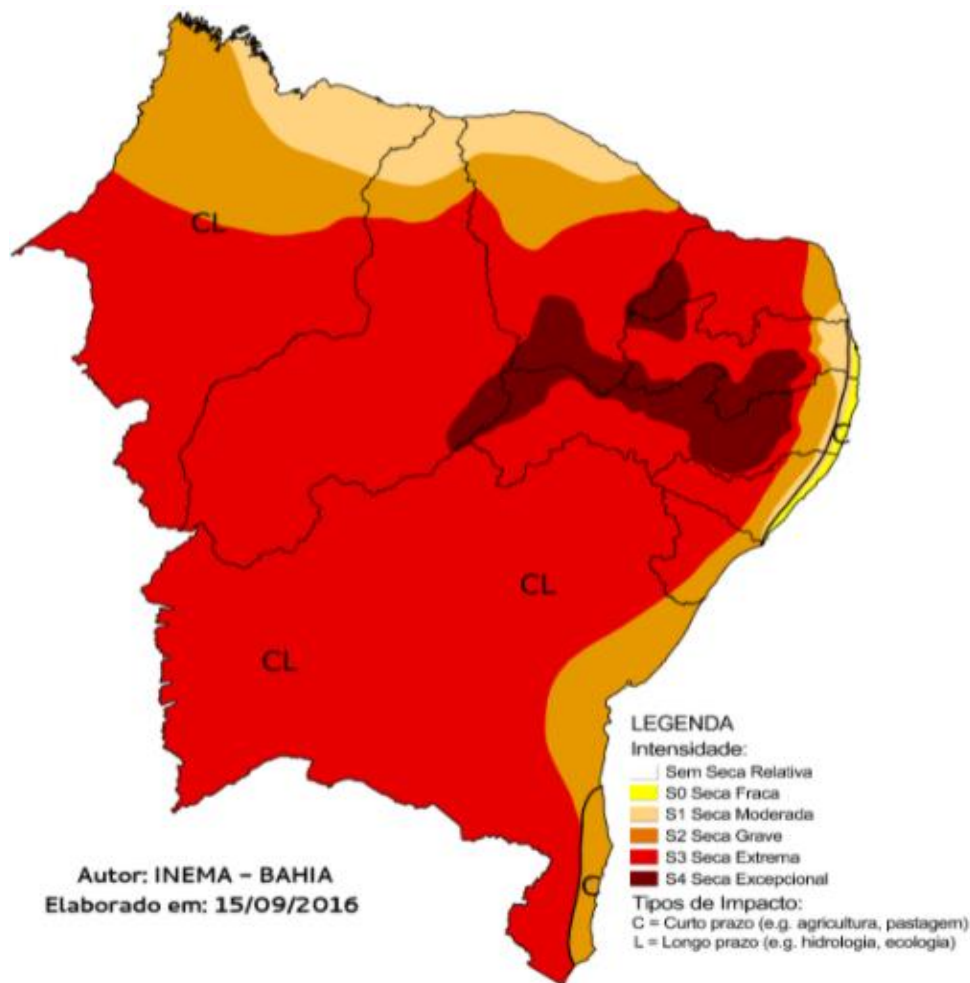 CL
C
CL
CL
C
LEGENDA
Intensidade:
Sem Seca Relativa
S0 Seca Fraca
S1 Seca Moderada
S2 Seca Grave
S3 Seca Extrema
S4 Seca Excepcional
Tipos de Impacto:
C = Curto prazo (e.g. agricultura, pastagem)
L = Longo prazo (e.g. hidrologia, ecologia)
Autor: INEMA – BAHIA
Elaborado em: 15/09/2016